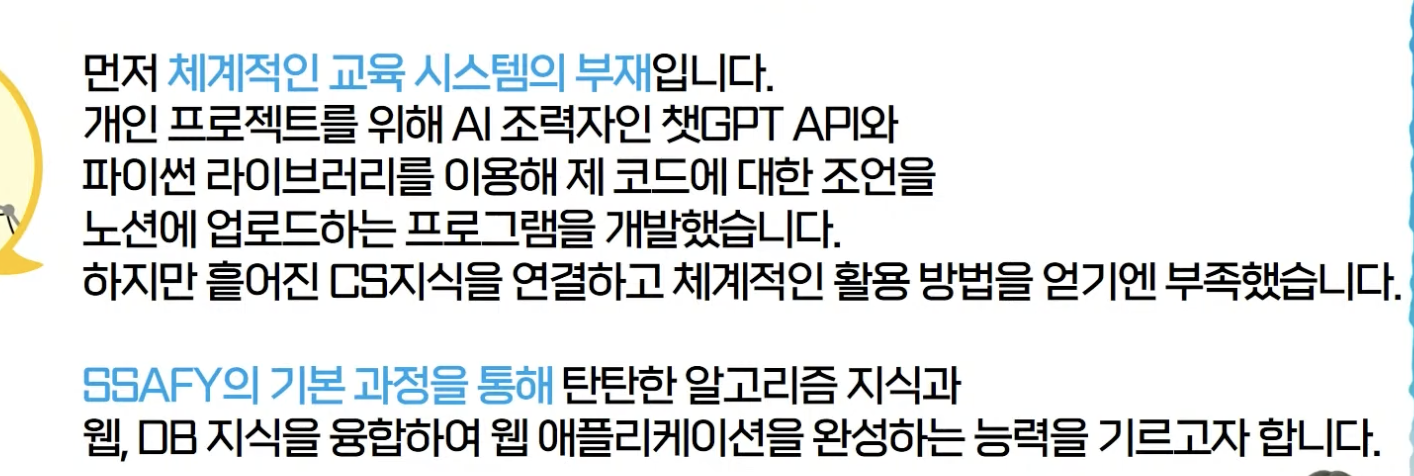 먼저 체계적인 교육 시스템의 부재입니다.
개인 프로젝트를 위해 AI 조력자인 챗GPT API와
파이썬 라이브러리를 이용해 제 코드에 대한 조언을
노션에 업로드하는 프로그램을 개발했습니다.
하지만 흩어진 CS지식을 연결하고 체계적인 활용 방법을 얻기엔 부족했습니다.
SSAFY의 기본 과정을 통해 탄탄한 알고리즘 지식과
웹, DB 지식을 융합하여 웹 애플리케이션을 완성하는 능력을 기르고자 합니다.